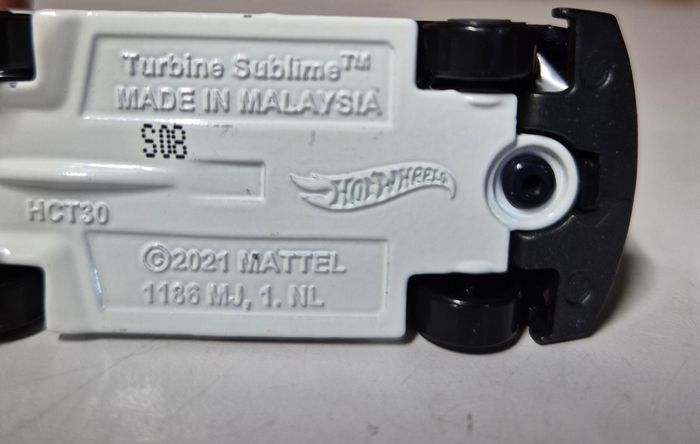 Turbine Sublime™
MADE IN MALAYSIA
S08
Hot Wheels
HCT30
©2021 MATTEL
1186 MJ, 1. NL